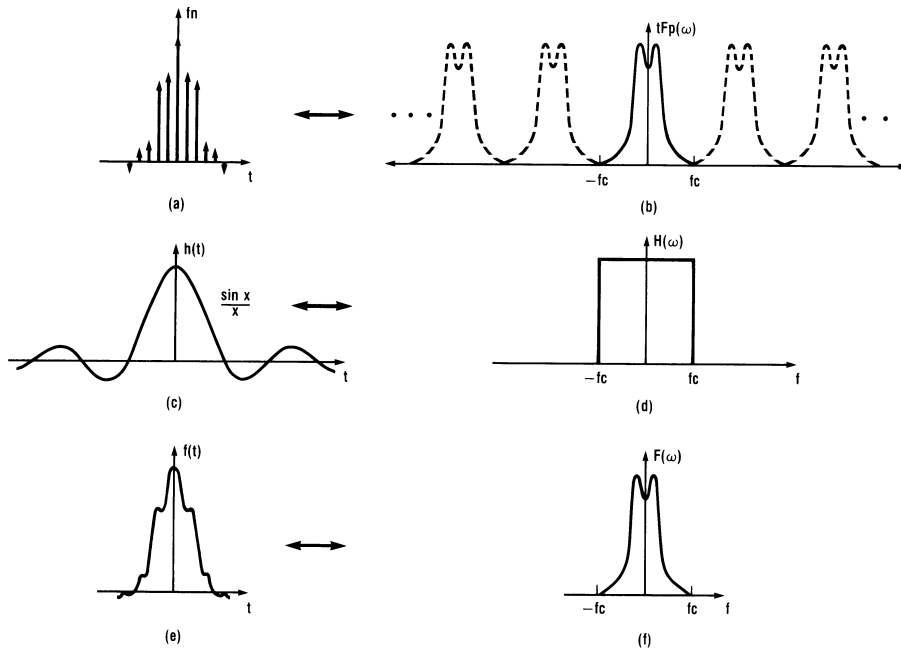 fn
t
(a)
tFp(ω)
. . . .
. . .
−fc
fc
(b)
h(t)
sin x
x
t
(c)
H(ω)
−fc
fc
f
(d)
f(t)
t
(e)
F(ω)
−fc
fc
f
(f)